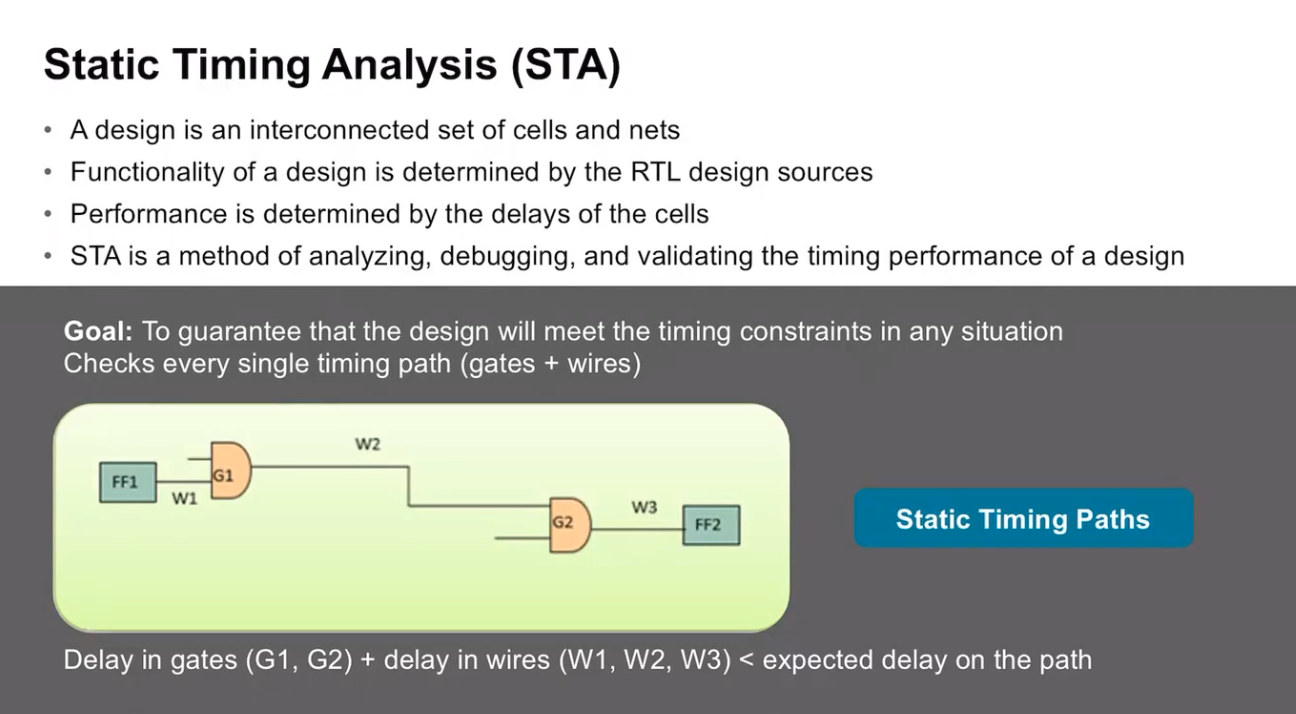 Static Timing Analysis (STA)
• A design is an interconnected set of cells and nets
• Functionality of a design is determined by the RTL design sources
• Performance is determined by the delays of the cells
• STA is a method of analyzing, debugging, and validating the timing performance of a design
Goal: To guarantee that the design will meet the timing constraints in any situation
Checks every single timing path (gates + wires)
FF1
W1
G1
W2
G2
W3
FF2
Static Timing Paths
Delay in gates (G1, G2) + delay in wires (W1, W2, W3) < expected delay on the path